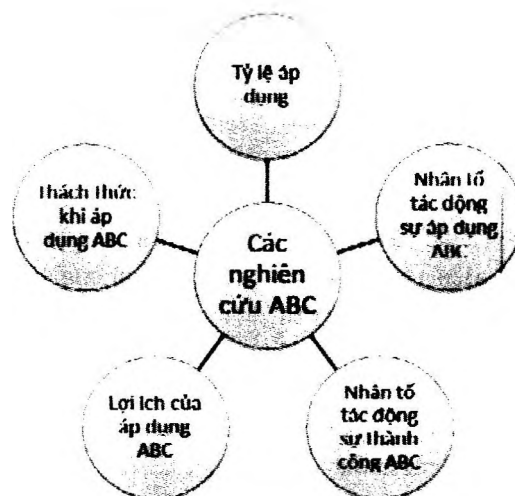 Tỷ lệ áp
dụng
Thách thức
khi áp
dụng ABC
Nhân tố
tác động
sự áp dụng
ABC
Các
nghiên
cứu ABC
Lợi ích của
áp dụng
ABC
Nhân tố
tác động
sự thành
công ABC